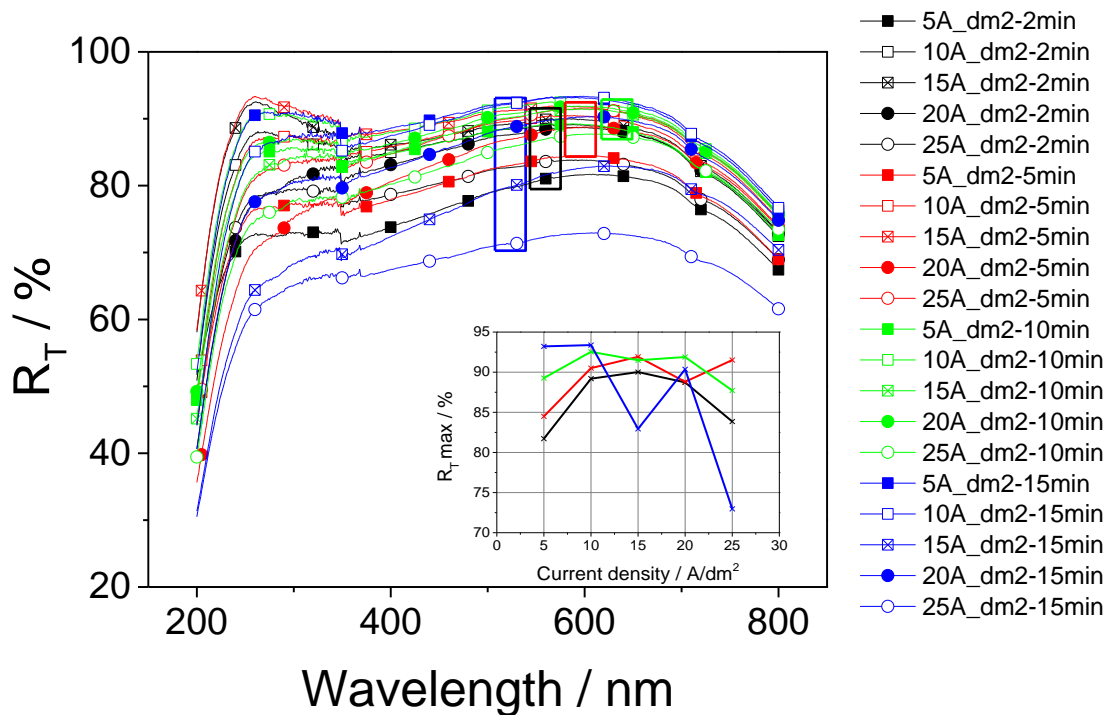 100
80
60
40
20
200
400
600
800
R_T / %
Wavelength / nm
95
90
85
80
75
70
0
5
10
15
20
25
30
R_T max / %
Current density / A/dm²
5A_dm2-2min
10A_dm2-2min
15A_dm2-2min
20A_dm2-2min
25A_dm2-2min
5A_dm2-5min
10A_dm2-5min
15A_dm2-5min
20A_dm2-5min
25A_dm2-5min
5A_dm2-10min
10A_dm2-10min
15A_dm2-10min
20A_dm2-10min
25A_dm2-10min
5A_dm2-15min
10A_dm2-15min
15A_dm2-15min
20A_dm2-15min
25A_dm2-15min